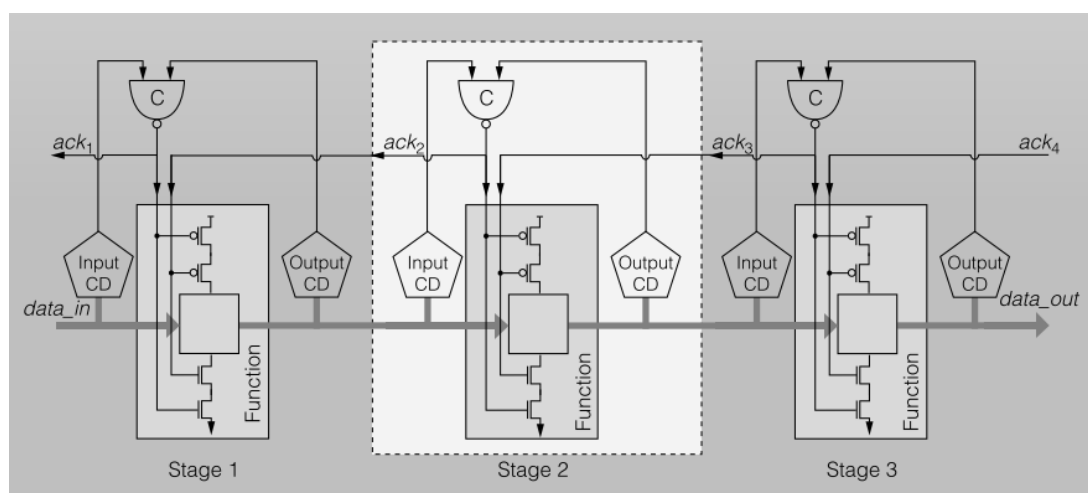 C
C
C
ack1
ack2
ack3
ack4
Input
CD
Output
CD
Input
CD
Output
CD
Input
CD
Output
CD
data_in
data_out
Function
Function
Function
Stage 1
Stage 2
Stage 3